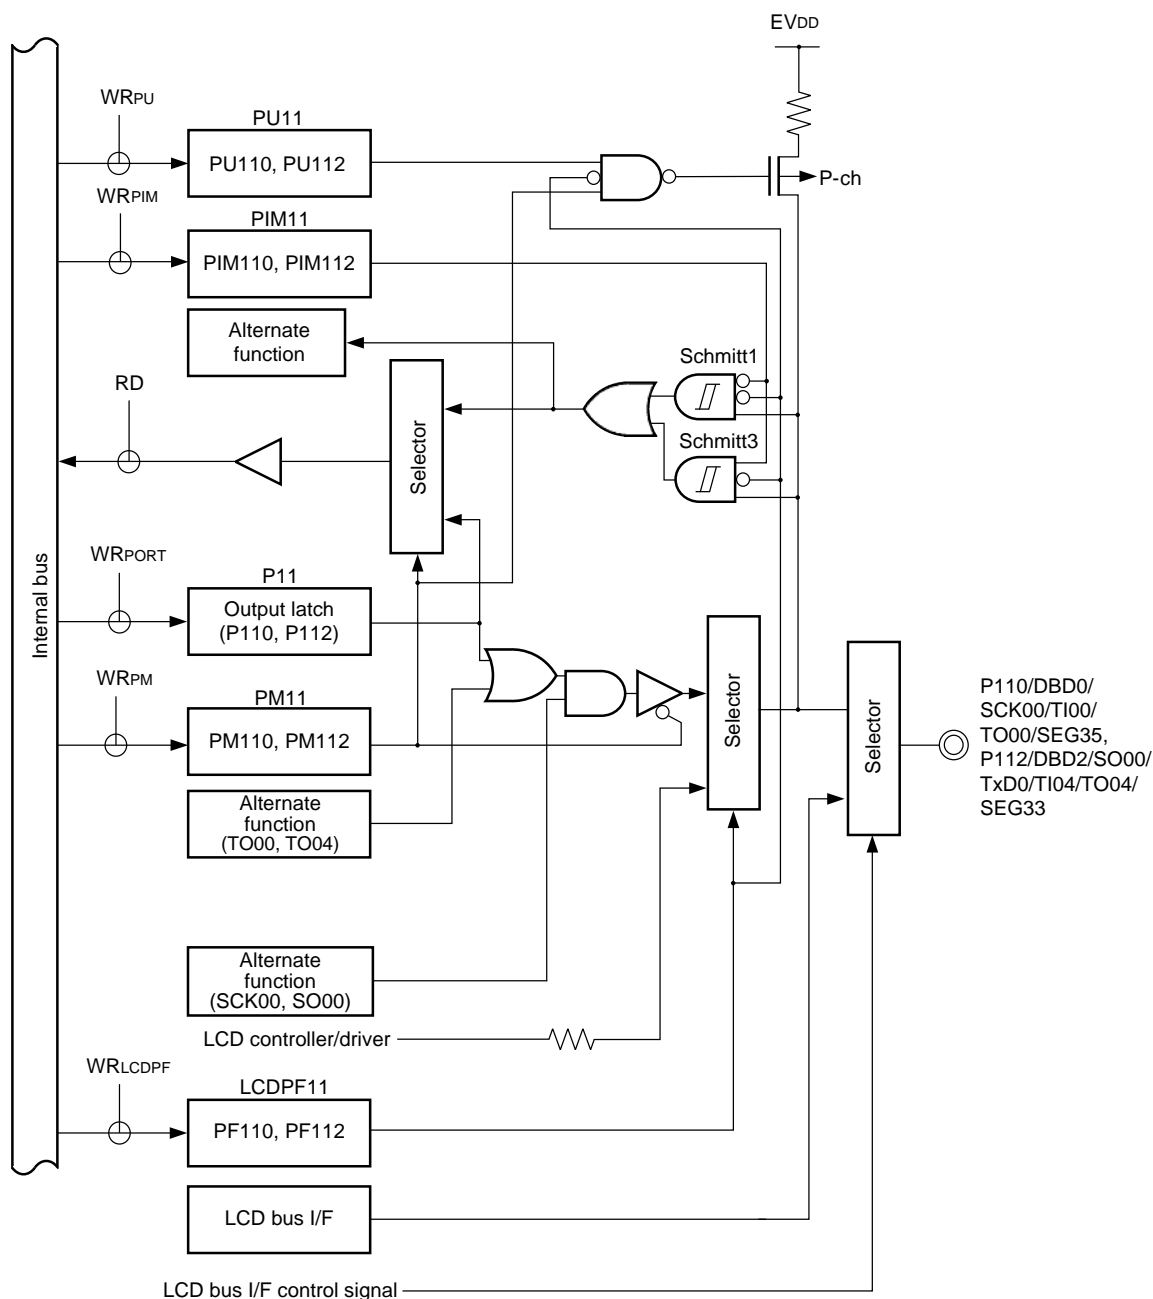 EVDD
WRPU
PU11
PU110, PU112
P-ch
WRPIM
PIM11
PIM110, PIM112
Alternate
function
Schmitt1
RD
Selector
Schmitt3
Internal bus
WRPORT
P11
Output latch
(P110, P112)
WRPM
PM11
PM110, PM112
Selector
Selector
P110/DBD0/
SCK00/TI00/
TO00/SEG35,
P112/DBD2/SO00/
TxD0/TI04/TO04/
SEG33
Alternate
function
(TO00, TO04)
Alternate
function
(SCK00, SO00)
LCD controller/driver
WRLCDPF
LCDPF11
PF110, PF112
LCD bus I/F
LCD bus I/F control signal